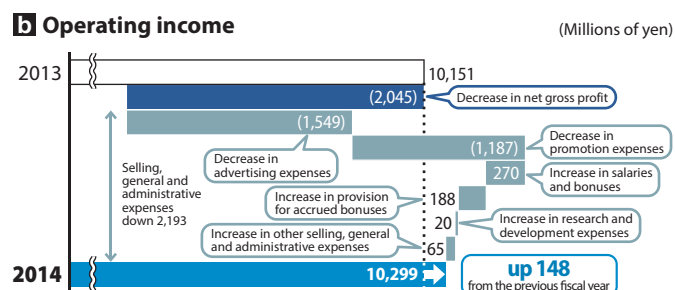 b Operating income
(Millions of yen)
2013
10,151
(2,045)
Decrease in net gross profit
(1,549)
Decrease in
advertising expenses
(1,187)
Decrease in
promotion expenses
Selling,
general and
administrative
expenses
down 2,193
270
Increase in salaries
and bonuses
Increase in provision
for accrued bonuses
188
20
Increase in research and
development expenses
Increase in other selling, general
and administrative expenses
65
2014
10,299
up 148
from the previous fiscal year